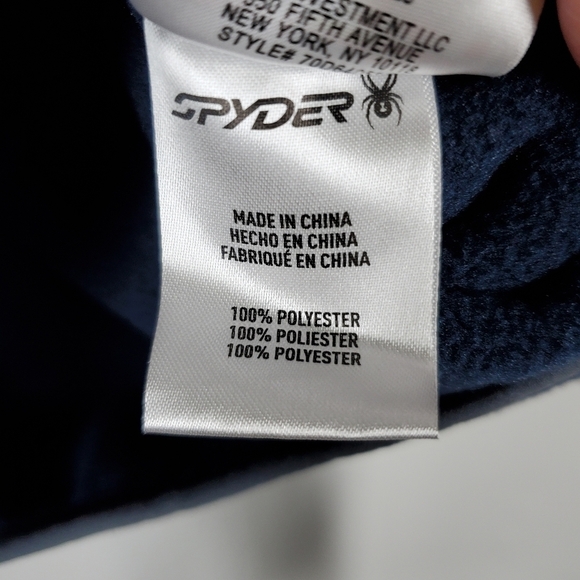 350 FIFTH AVENUE
NEW YORK, NY
STYLE#
SPYDER
MADE IN CHINA
HECHO EN CHINA
FABRIQUÉ EN CHINA
100% POLYESTER
100% POLIESTER
100% POLYESTER